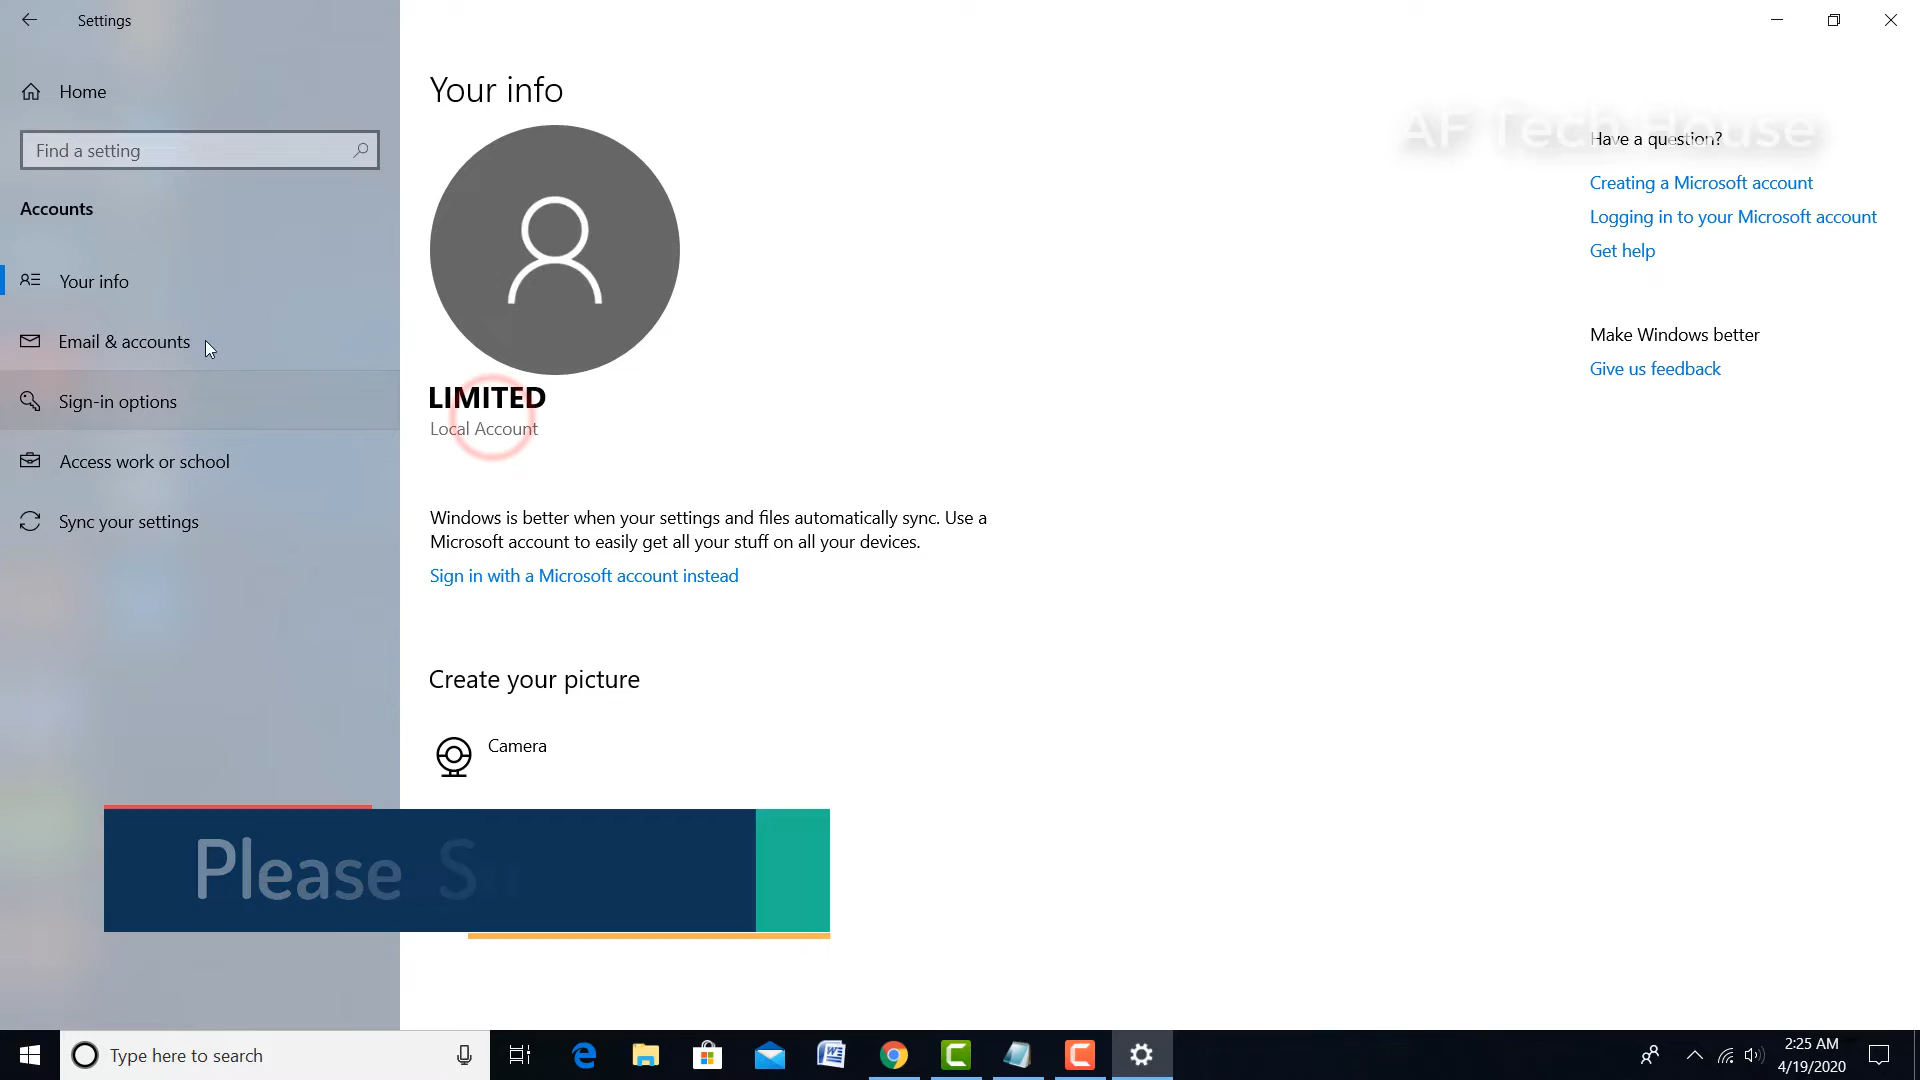 Settings
Home
Find a setting
Accounts
Your info
Email & accounts
Sign-in options
Access work or school
Sync your settings
Your info
LIMITED
Local Account
Windows is better when your settings and files automatically sync. Use a
Microsoft account to easily get all your stuff on all your devices.
Sign in with a Microsoft account instead
Create your picture
Camera
AF Tech House
Have a question?
Creating a Microsoft account
Logging in to your Microsoft account
Get help
Make Windows better
Give us feedback
Please Su
Type here to search
2:25 AM
4/19/2020